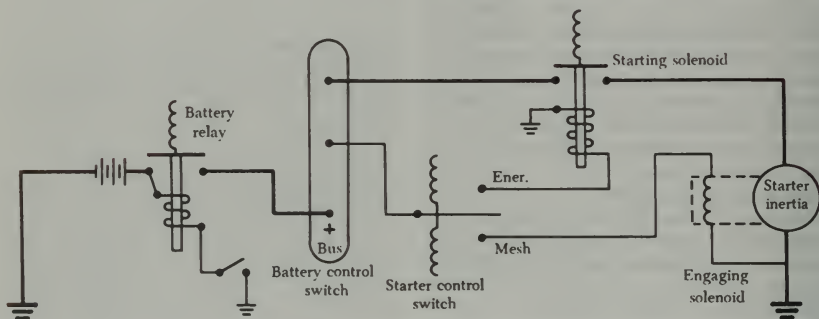 Starting solenoid
Battery
relay
Ener.
Starter
inertia
+
Bus
Mesh
Battery control
switch
Starter control
switch
Engaging
solenoid